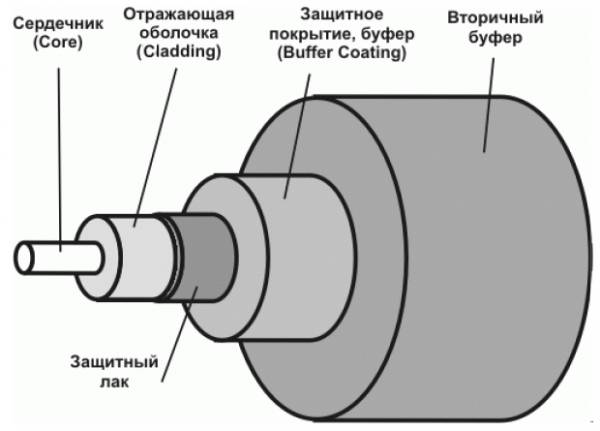 Сердечник
(Core)
Отражающая
оболочка
(Cladding)
Защитное
покрытие, буфер
(Buffer Coating)
Вторичный
буфер
Защитный
лак